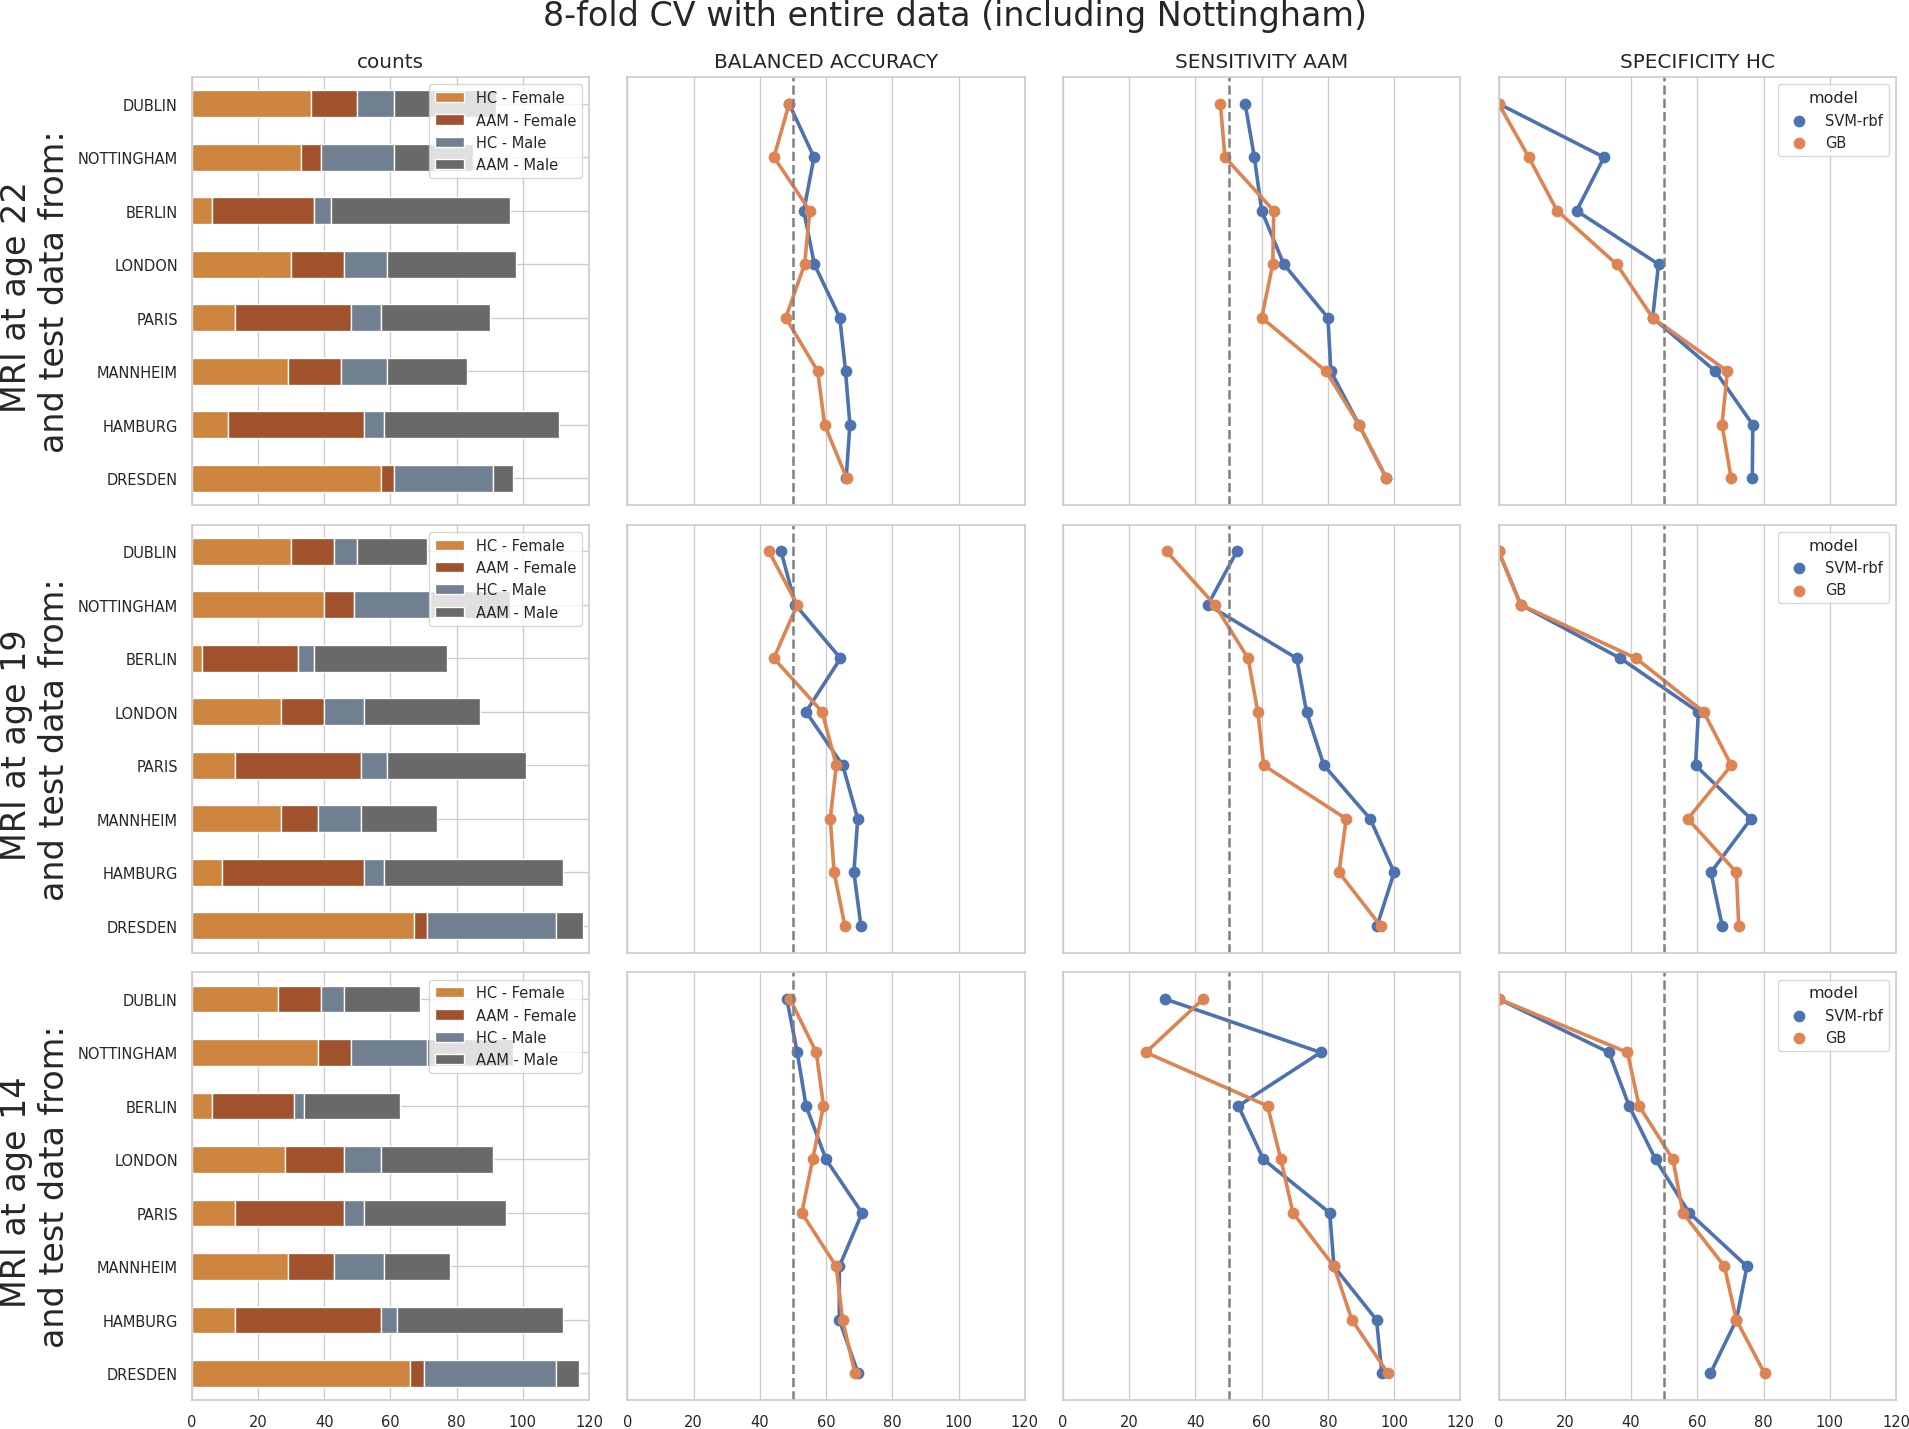 8-fold CV with entire data (including Nottingham)
counts
BALANCED ACCURACY
SENSITIVITY AAM
SPECIFICITY HC
MRI at age 22
and test data from:
DUBLIN
NOTTINGHAM
BERLIN
LONDON
PARIS
MANNHEIM
HAMBURG
DRESDEN
HC - Female
AAM - Female
HC - Male
AAM - Male
model
SVM-rbf
GB
MRI at age 19
and test data from:
DUBLIN
NOTTINGHAM
BERLIN
LONDON
PARIS
MANNHEIM
HAMBURG
DRESDEN
HC - Female
AAM - Female
HC - Male
AAM - Male
model
SVM-rbf
GB
MRI at age 14
and test data from:
DUBLIN
NOTTINGHAM
BERLIN
LONDON
PARIS
MANNHEIM
HAMBURG
DRESDEN
HC - Female
AAM - Female
HC - Male
AAM - Male
model
SVM-rbf
GB
0 20 40 60 80 100 120
0 20 40 60 80 100 120
0 20 40 60 80 100 120
0 20 40 60 80 100 120